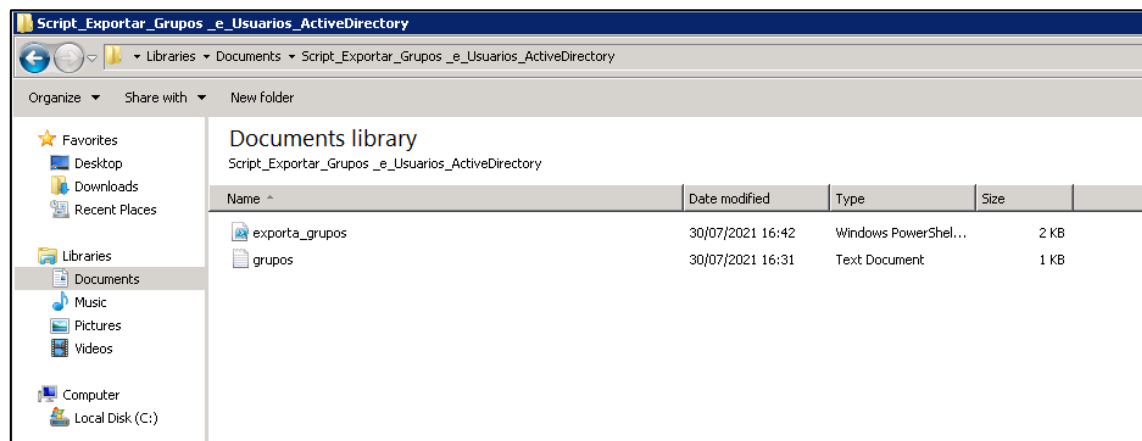 Script_Exportar_Grupos _e_Usuarios_ActiveDirectory
Libraries Documents Script_Exportar_Grupos _e_Usuarios_ActiveDirectory
Organize Share with New folder
Favorites
Desktop
Downloads
Recent Places
Libraries
Documents
Music
Pictures
Videos
Computer
Local Disk (C:)
Documents library
Script_Exportar_Grupos _e_Usuarios_ActiveDirectory
Name Date modified Type Size
exporta_grupos 30/07/2021 16:42 Windows PowerShel... 2 KB
grupos 30/07/2021 16:31 Text Document 1 KB